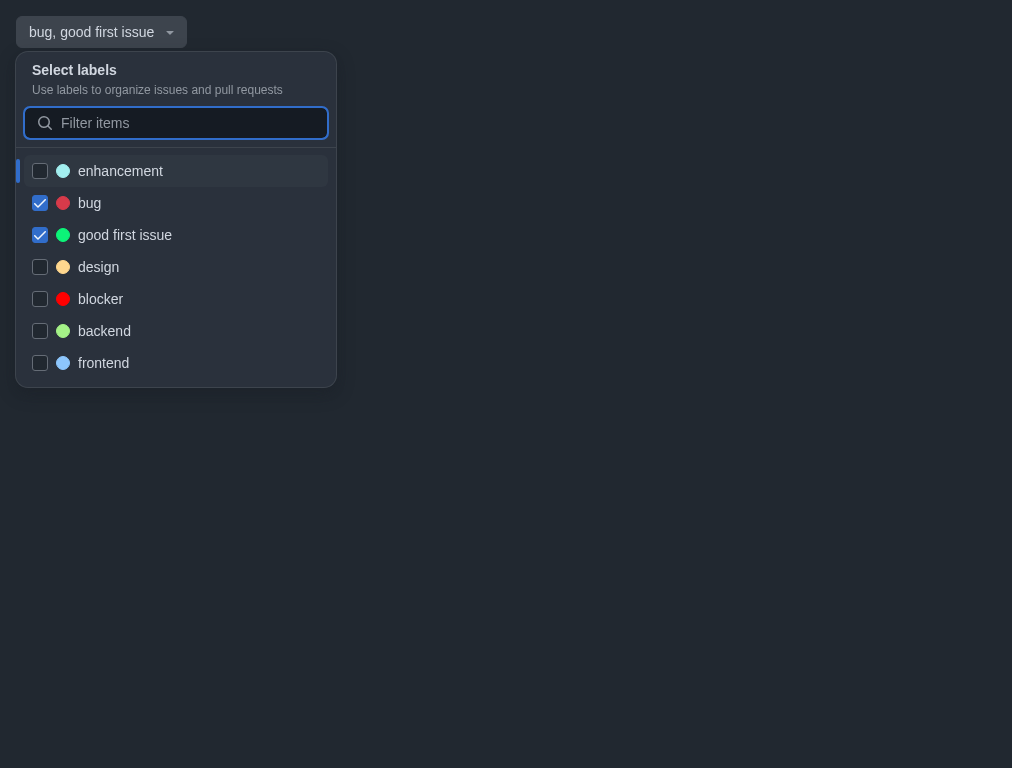 bug, good first issue
Select labels
Use labels to organize issues and pull requests
Filter items
enhancement
bug
good first issue
design
blocker
backend
frontend